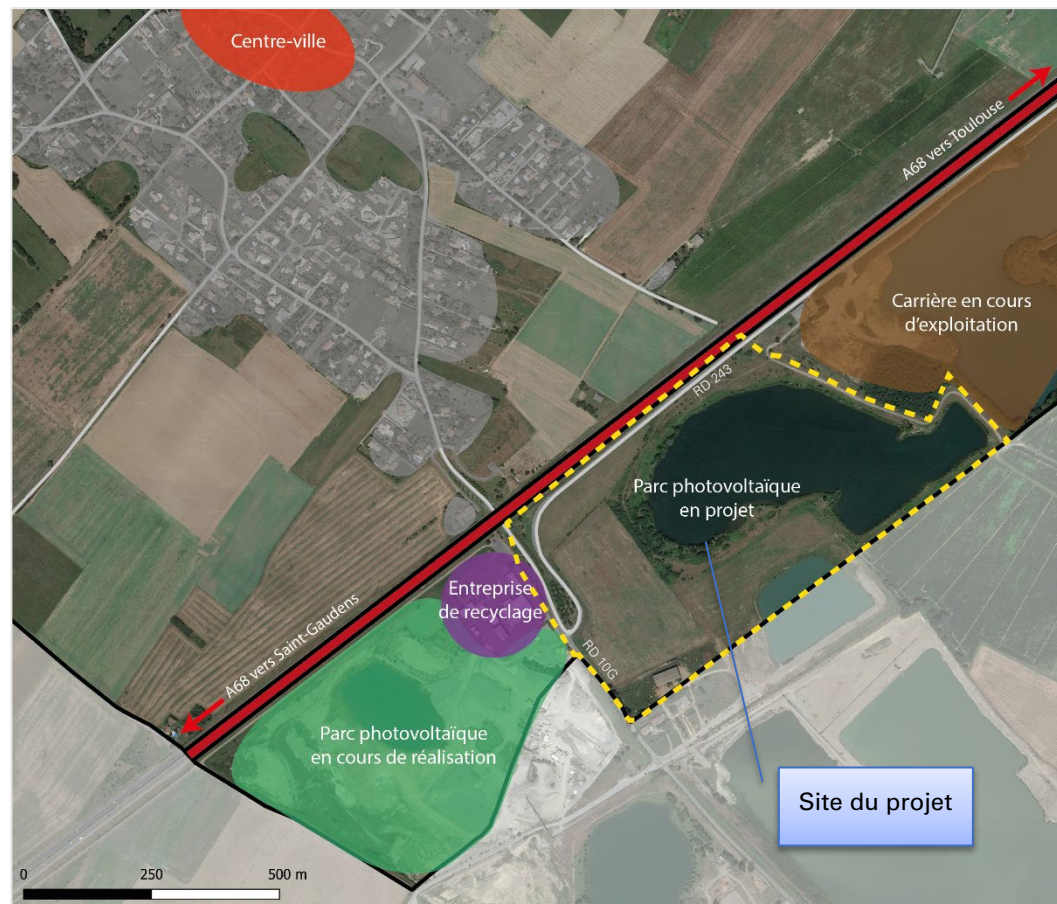 Centre-ville
A68 vers Toulouse
Carrière en cours
d'exploitation
RD 243
Parc photovoltaïque
en projet
Entreprise
de recyclage
A68 vers Saint-Gaudens
RD 10G
Parc photovoltaïque
en cours de réalisation
Site du projet
0 250 500 m